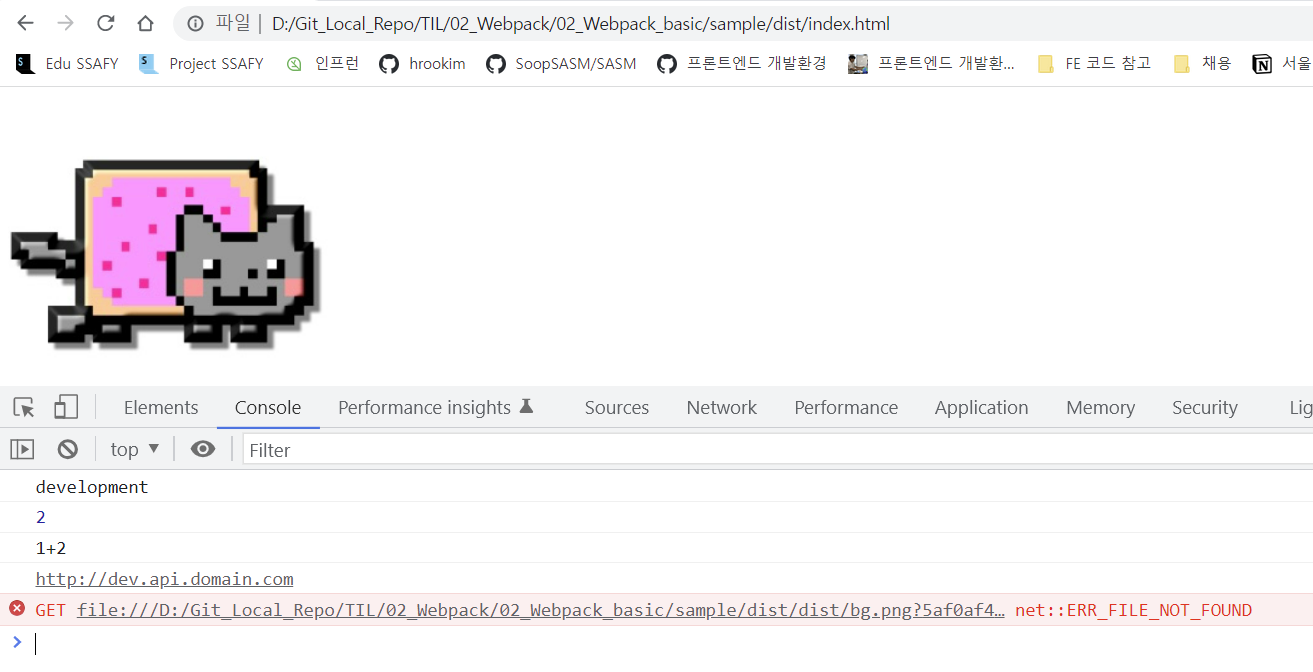 파일 | D:/Git_Local_Repo/TIL/02_Webpack/02_Webpack_basic/sample/dist/index.html
Edu SSAFY Project SSAFY 인프런 hrookim SoopSASM/SASM 프론트엔드 개발환경 프론트엔드 개발환... FE 코드 참고 채용 서울
Elements Console Performance insights Sources Network Performance Application Memory Security Lig
top Filter
development
2
1+2
http://dev.api.domain.com
GET file:///D:/Git_Local_Repo/TIL/02_Webpack/02_Webpack_basic/sample/dist/dist/bg.png?5af0af4… net::ERR_FILE_NOT_FOUND